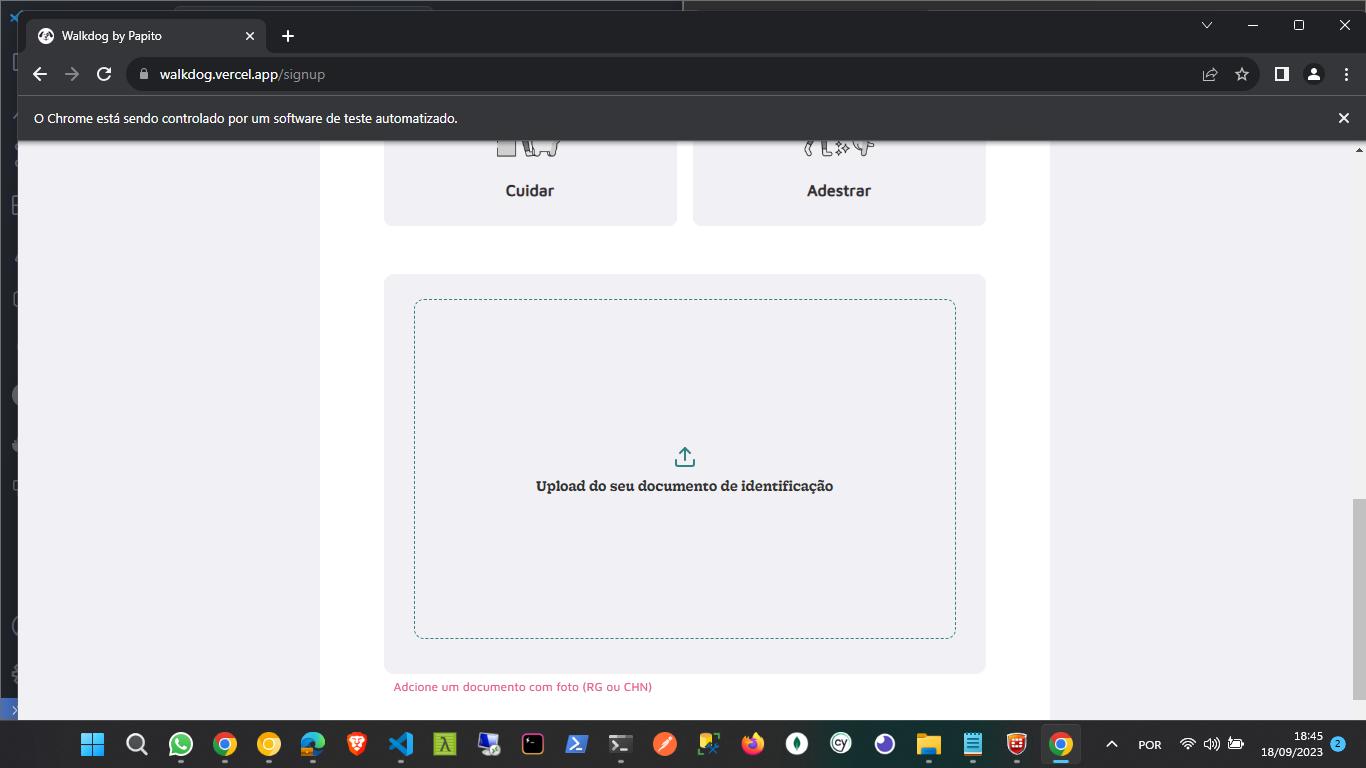 Walkdog by Papito
walkdog.vercel.app/signup
O Chrome está sendo controlado por um software de teste automatizado.
Cuidar
Adestrar
Upload do seu documento de identificação
Adcione um documento com foto (RG ou CHN)
POR
18:45
18/09/2023
2
cy
λ